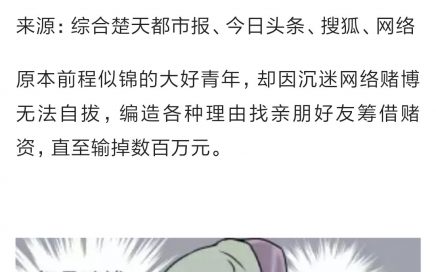 来源：综合楚天都市报、今日头条、搜狐、网络
原本前程似锦的大好青年，却因沉迷网络赌博
无法自拔，编造各种理由找亲朋好友筹借赌
资，直至输掉数百万元。